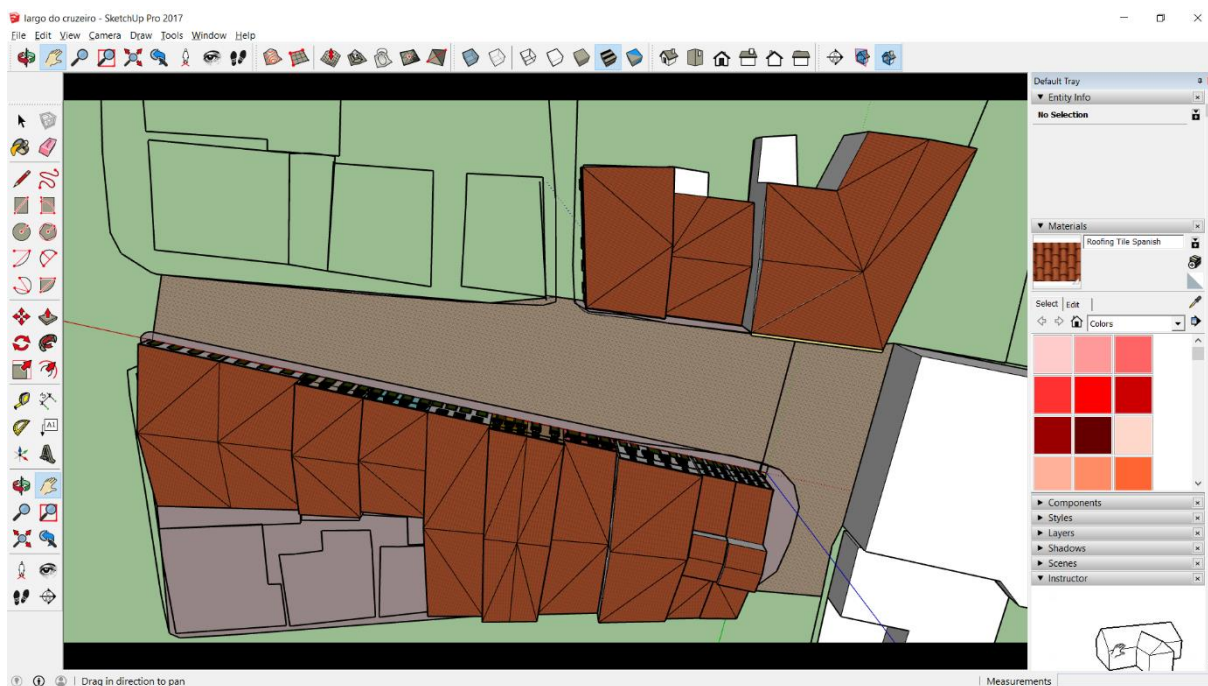 largo do cruzeiro - SketchUp Pro 2017
File Edit View Camera Draw Tools Window Help
Default Tray
Entity Info
No Selection
Materials
Roofing Tile Spanish
Select Edit
Colors
Components
Styles
Layers
Shadows
Scenes
Instructor
A1
Drag in direction to pan
Measurements